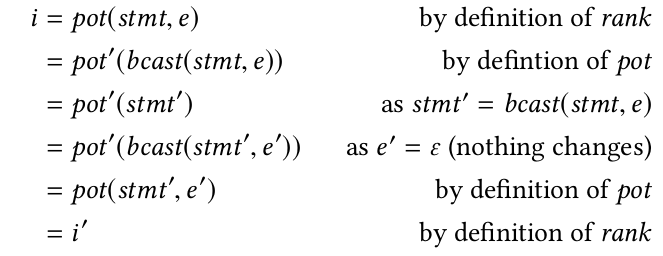 i = pot(stmt, e) by definition of rank
= pot′(bcast(stmt, e)) by defintion of pot
= pot′(stmt′) as stmt′ = bcast(stmt, e)
= pot′(bcast(stmt′, e′)) as e′ = ε (nothing changes)
= pot(stmt′, e′) by definition of pot
= i′ by definition of rank